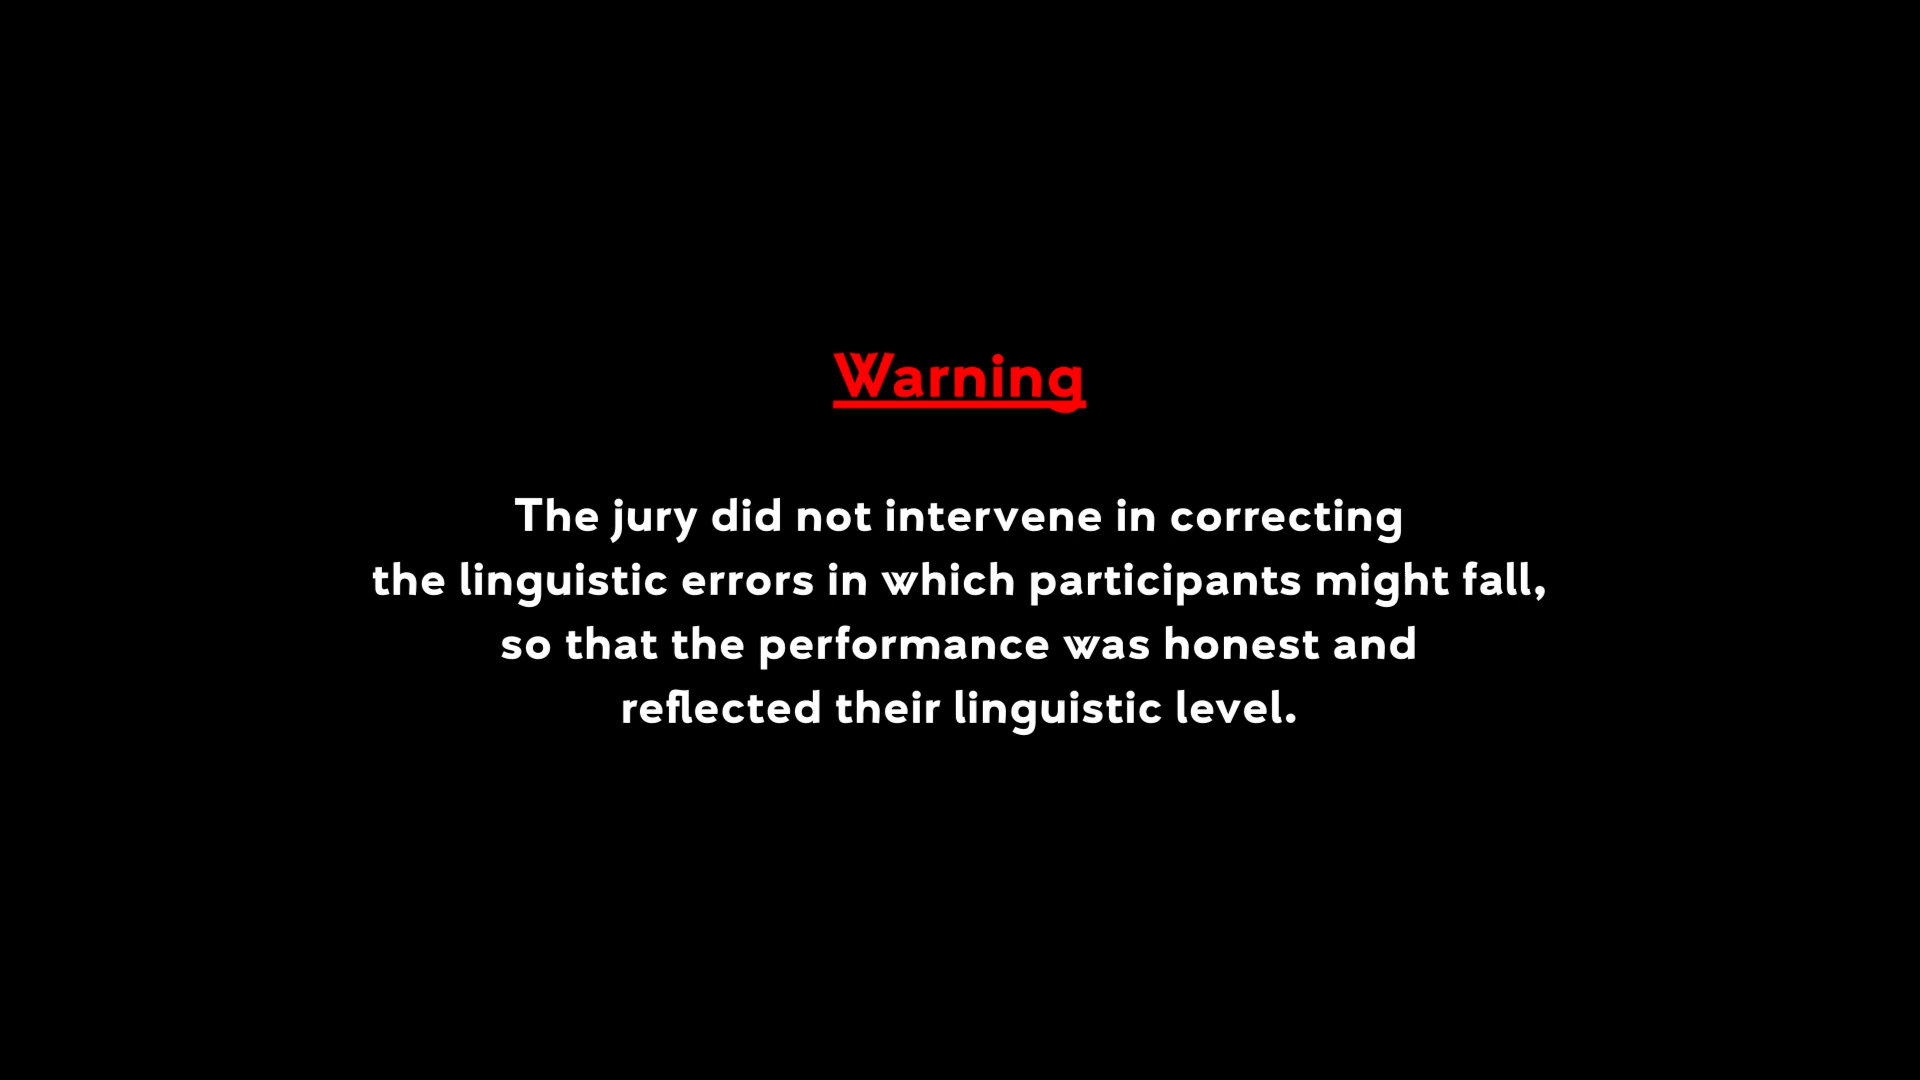 Warning
The jury did not intervene in correcting
the linguistic errors in which participants might fall,
so that the performance was honest and
reflected their linguistic level.